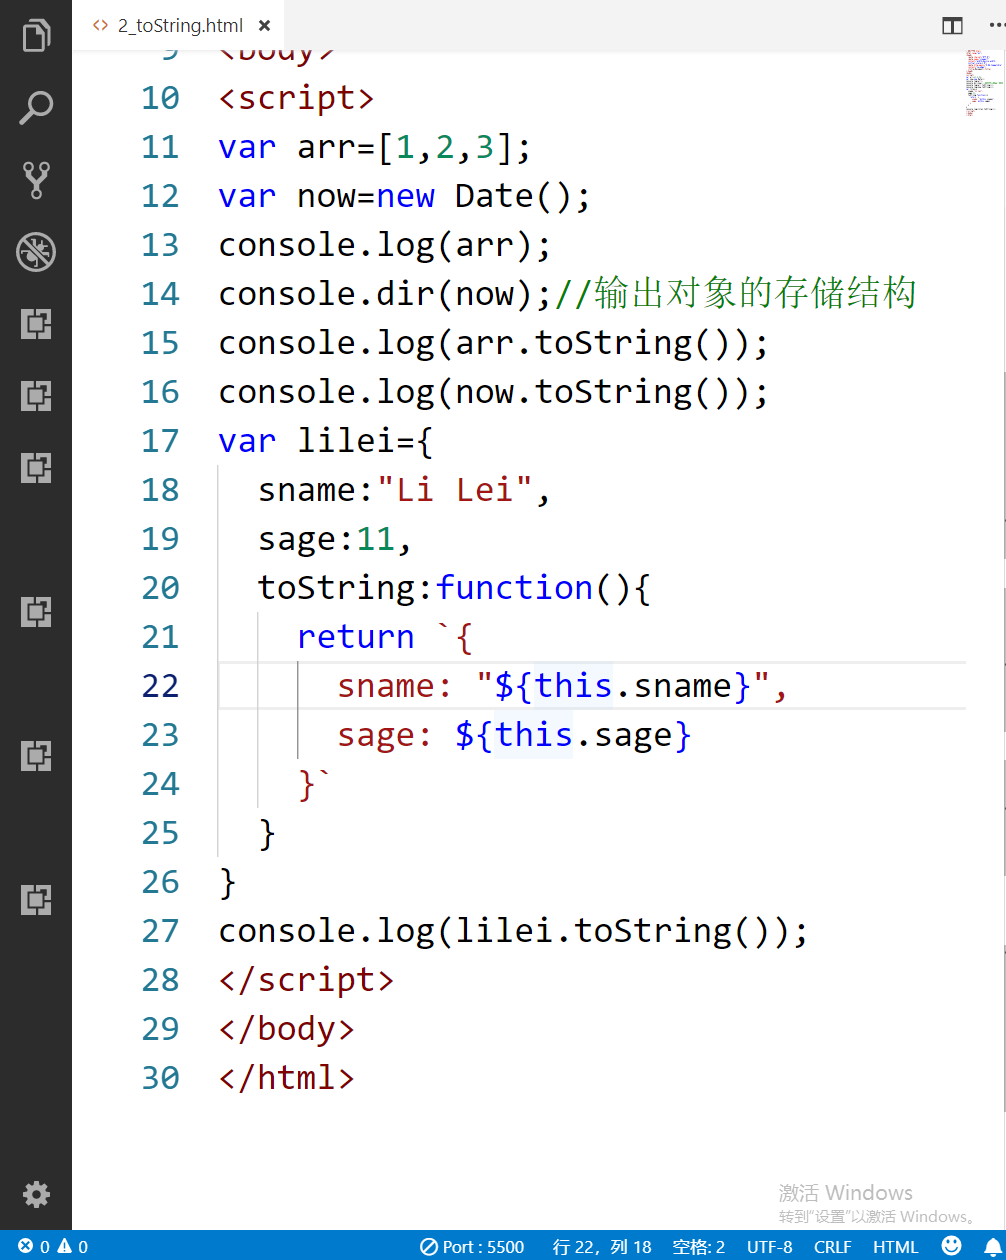 2_toString.html
9 <body>
10 <script>
11 var arr=[1,2,3];
12 var now=new Date();
13 console.log(arr);
14 console.dir(now);//输出对象的存储结构
15 console.log(arr.toString());
16 console.log(now.toString());
17 var lilei={
18 sname:"Li Lei",
19 sage:11,
20 toString:function(){
21 return `{
22 sname: "${this.sname}",
23 sage: ${this.sage}
24 }`
25 }
26 }
27 console.log(lilei.toString());
28 </script>
29 </body>
30 </html>
激活 Windows
转到“设置”以激活 Windows。
0 0 Port : 5500 行 22，列 18 空格: 2 UTF-8 CRLF HTML